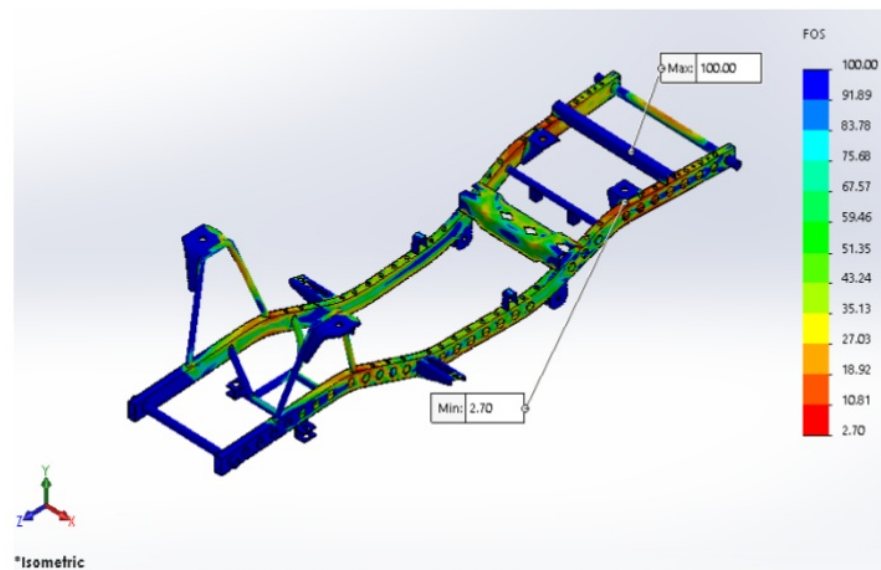 FOS
Max: 100.00
100.00
91.89
83.78
75.68
67.57
59.46
51.35
43.24
35.13
27.03
18.92
10.81
2.70
Min: 2.70
Y
Z
X
*Isometric